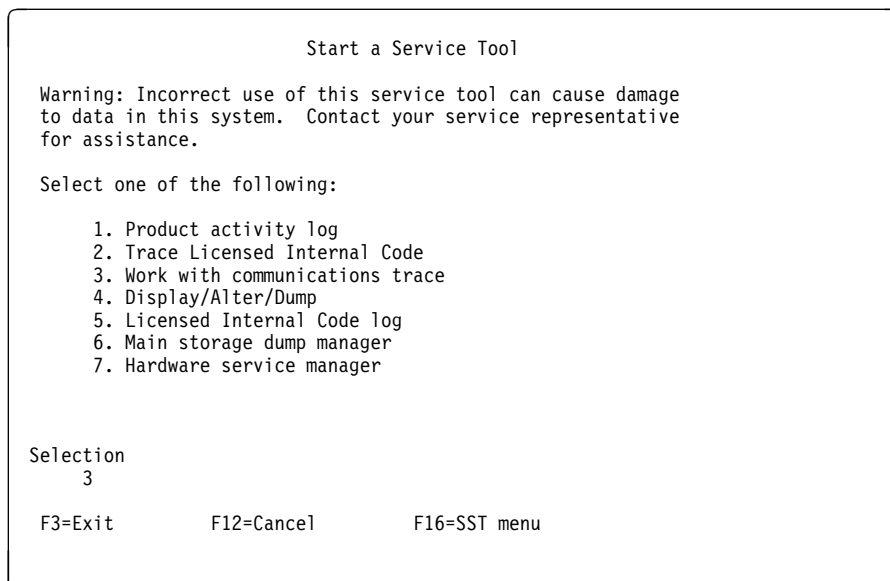 Start a Service Tool
Warning: Incorrect use of this service tool can cause damage
to data in this system.  Contact your service representative
for assistance.
Select one of the following:
1. Product activity log
2. Trace Licensed Internal Code
3. Work with communications trace
4. Display/Alter/Dump
5. Licensed Internal Code log
6. Main storage dump manager
7. Hardware service manager
Selection
3
F3=Exit F12=Cancel F16=SST menu